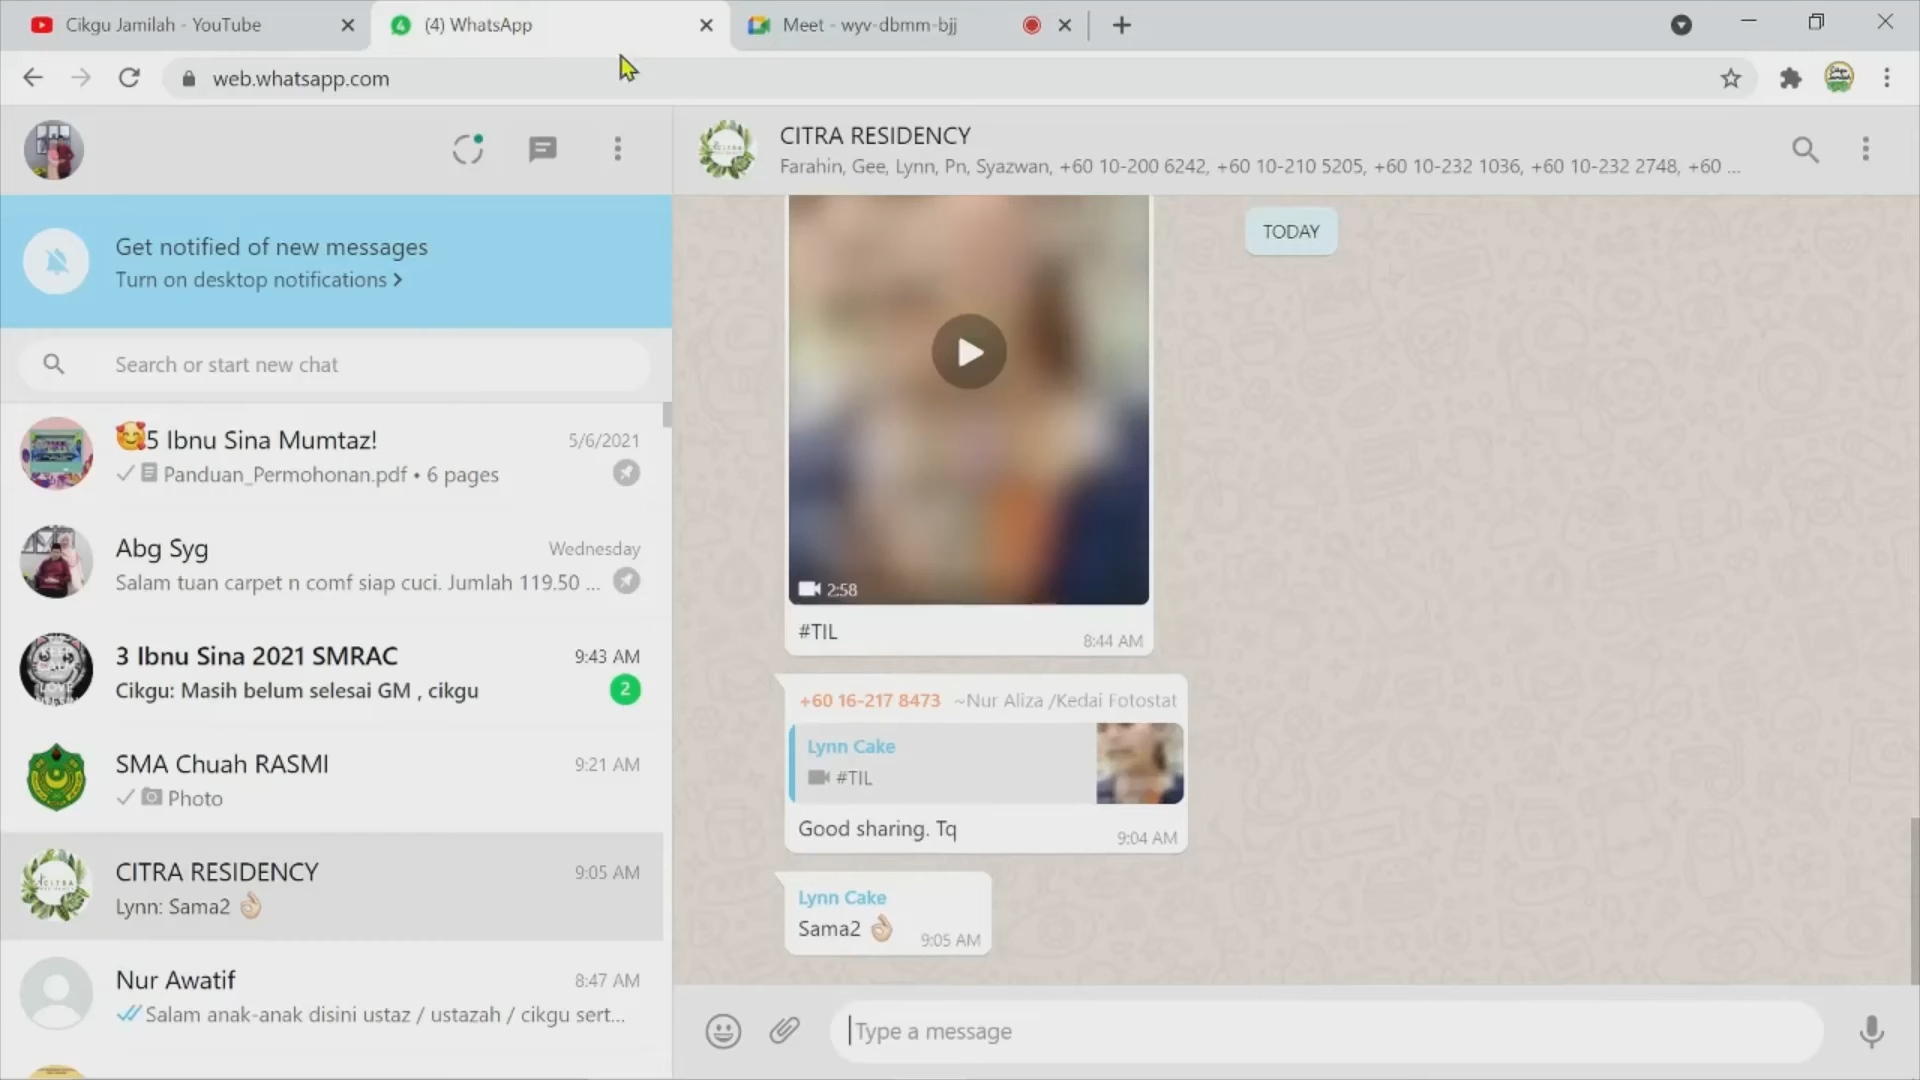 Cikgu Jamilah - YouTube
(4) WhatsApp
Meet - wyv-dbmm-bjj
web.whatsapp.com
CITRA RESIDENCY
Farahin, Gee, Lynn, Pn, Syazwan, +60 10-200 6242, +60 10-210 5205, +60 10-232 1036, +60 10-232 2748, +60 ...
Get notified of new messages
Turn on desktop notifications >
Search or start new chat
🥰5 Ibnu Sina Mumtaz!
5/6/2021
Panduan_Permohonan.pdf • 6 pages
Abg Syg
Wednesday
Salam tuan carpet n comf siap cuci. Jumlah 119.50 ...
3 Ibnu Sina 2021 SMRAC
9:43 AM
Cikgu: Masih belum selesai GM , cikgu
2
SMA Chuah RASMI
9:21 AM
Photo
CITRA RESIDENCY
9:05 AM
Lynn: Sama2 👌🏻
Nur Awatif
8:47 AM
Salam anak-anak disini ustaz / ustazah / cikgu sert...
TODAY
2:58
#TIL
8:44 AM
+60 16-217 8473 ~Nur Aliza /Kedai Fotostat
Lynn Cake
#TIL
Good sharing. Tq
9:04 AM
Lynn Cake
Sama2 👌🏻
9:05 AM
Type a message